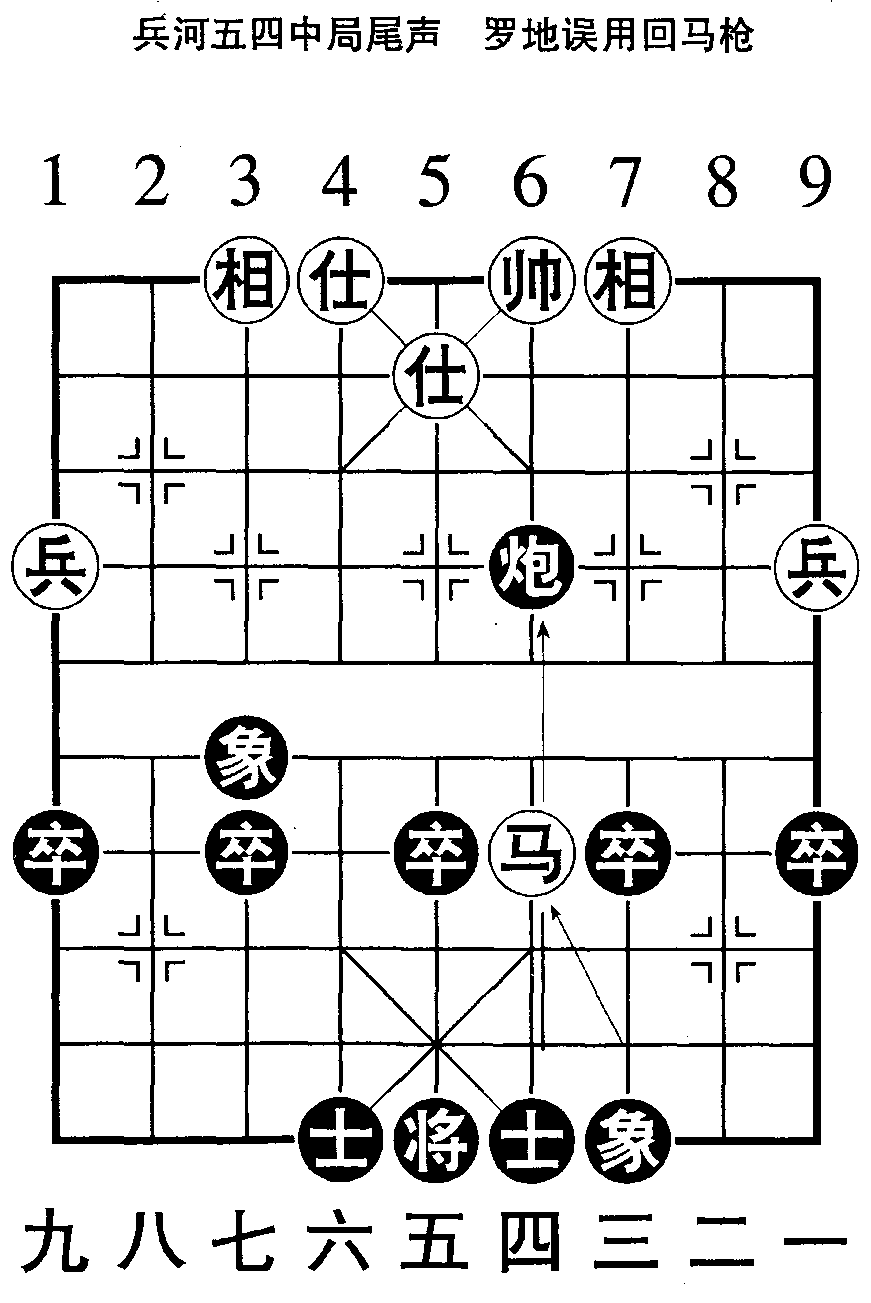 兵河五四中局尾声 罗地误用回马枪
1 2 3 4 5 6 7 8 9
相 仕 帅 相
仕
兵 炮 兵
象
卒 卒 卒 马 卒 卒
士 将 士 象
九 八 七 六 五 四 三 二 一